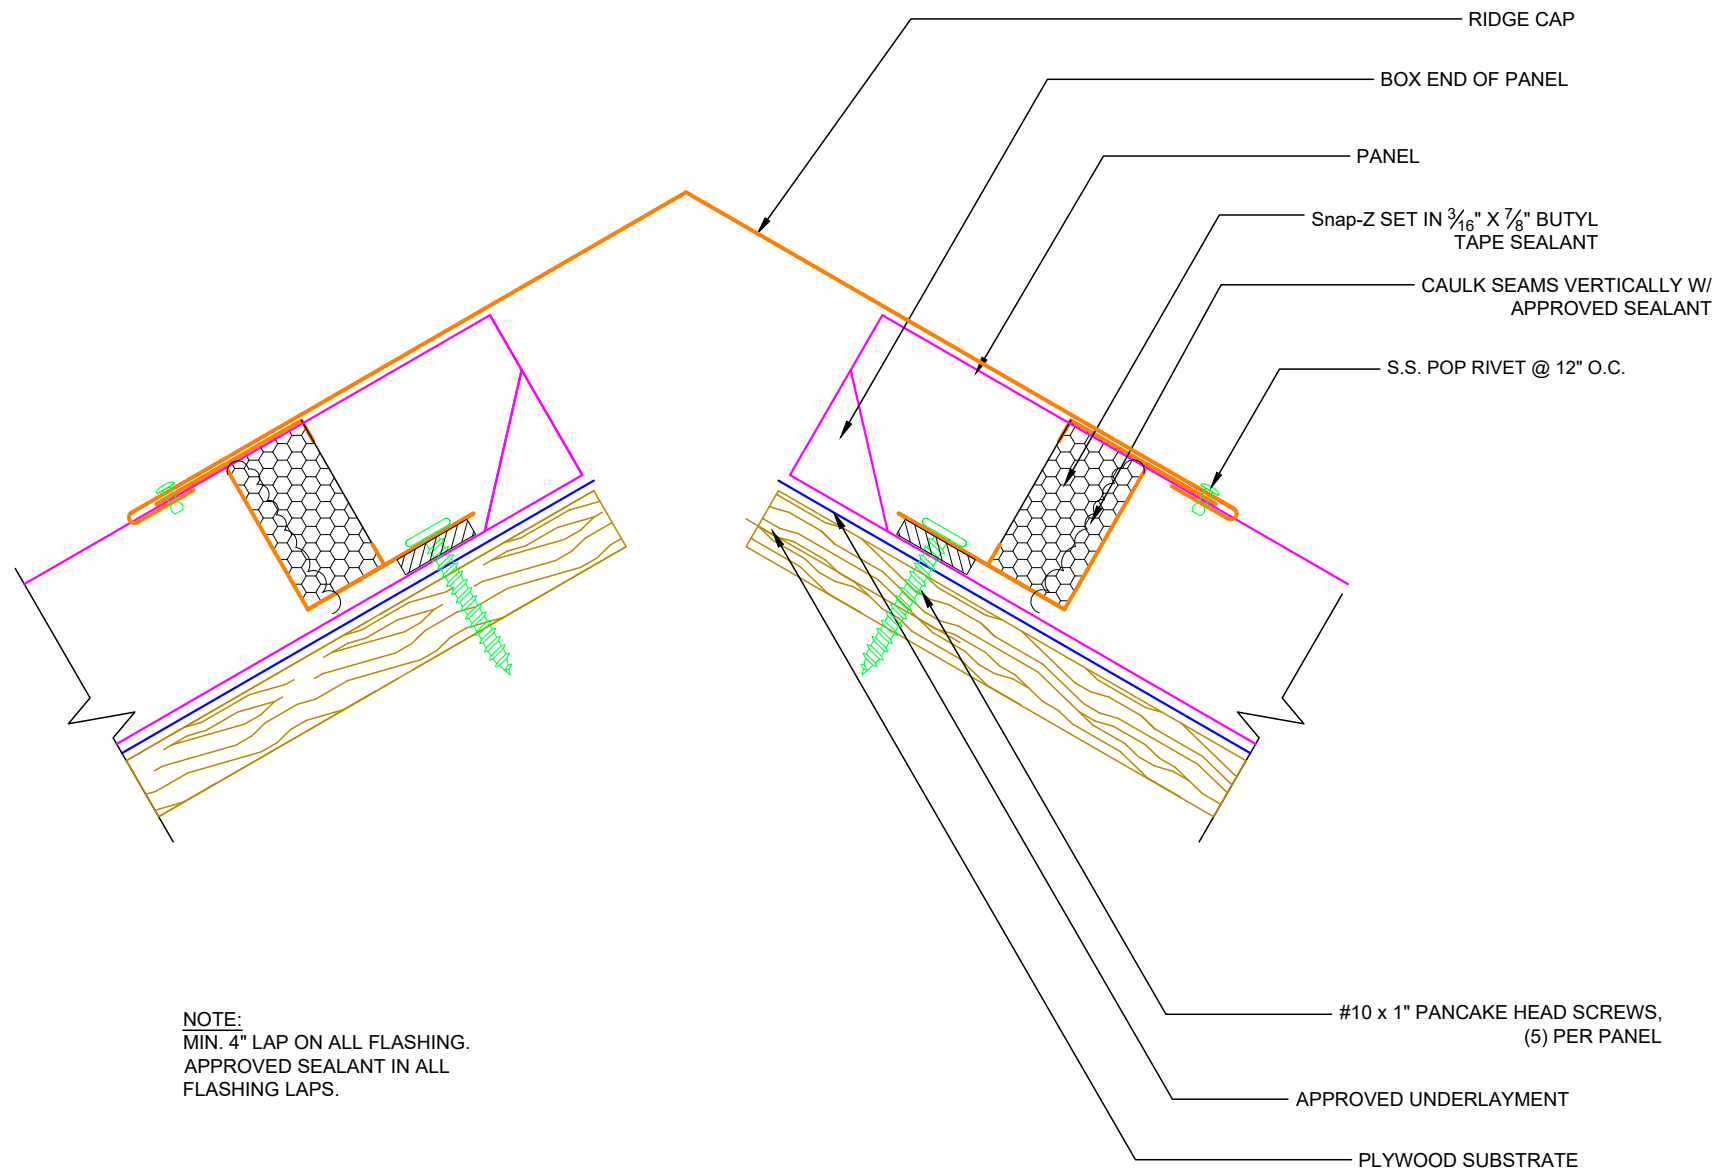 RIDGE CAP
BOX END OF PANEL
PANEL
Snap-Z SET IN 3/16" X 7/8" BUTYL
TAPE SEALANT
CAULK SEAMS VERTICALLY W/
APPROVED SEALANT
S.S. POP RIVET @ 12" O.C.
#10 x 1" PANCAKE HEAD SCREWS,
(5) PER PANEL
APPROVED UNDERLAYMENT
PLYWOOD SUBSTRATE
NOTE:
MIN. 4" LAP ON ALL FLASHING.
APPROVED SEALANT IN ALL
FLASHING LAPS.